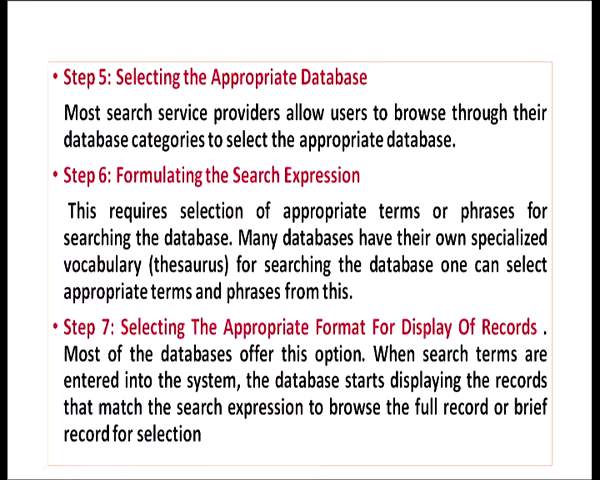 • Step 5: Selecting the Appropriate Database
Most search service providers allow users to browse through their
database categories to select the appropriate database.
• Step 6: Formulating the Search Expression
This requires selection of appropriate terms or phrases for
searching the database. Many databases have their own specialized
vocabulary (thesaurus) for searching the database one can select
appropriate terms and phrases from this.
• Step 7: Selecting The Appropriate Format For Display Of Records .
Most of the databases offer this option. When search terms are
entered into the system, the database starts displaying the records
that match the search expression to browse the full record or brief
record for selection